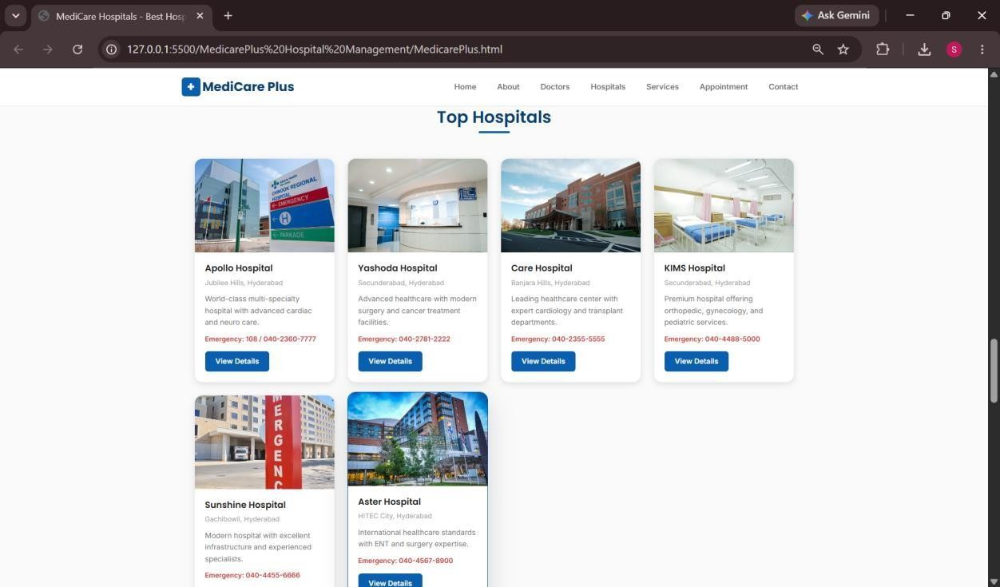 MediCare Hospitals - Best Hosp
Ask Gemini
127.0.0.1:5500/MedicarePlus%20Hospital%20Management/MedicarePlus.html
S
MediCare Plus
Home
About
Doctors
Hospitals
Services
Appointment
Contact
Top Hospitals
CHINOOK REGIONAL
HOSPITAL
EMERGENCY
H
PARKADE
Apollo Hospital
Jubilee Hills, Hyderabad
World-class multi-specialty
hospital with advanced cardiac
and neuro care.
Emergency: 108 / 040-2360-7777
View Details
Yashoda Hospital
Secunderabad, Hyderabad
Advanced healthcare with modern
surgery and cancer treatment
facilities.
Emergency: 040-2781-2222
View Details
Care Hospital
Banjara Hills, Hyderabad
Leading healthcare center with
expert cardiology and transplant
departments.
Emergency: 040-2355-5555
View Details
KIMS Hospital
Secunderabad, Hyderabad
Premium hospital offering
orthopedic, gynecology, and
pediatric services.
Emergency: 040-4488-5000
View Details
MERGENC
Sunshine Hospital
Gachibowli, Hyderabad
Modern hospital with excellent
infrastructure and experienced
specialists.
Emergency: 040-4455-6666
Aster Hospital
HITEC City, Hyderabad
International healthcare standards
with ENT and surgery expertise.
Emergency: 040-4567-8900
View Details